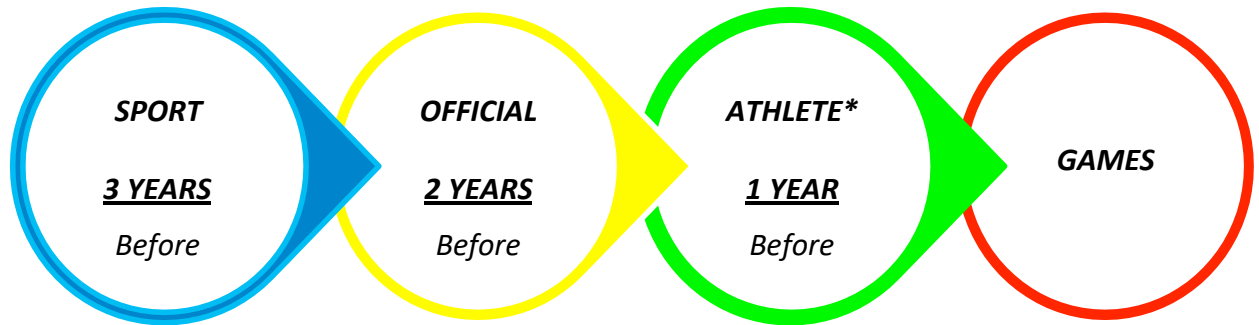 SPORT
3 YEARS
Before
OFFICIAL
2 YEARS
Before
ATHLETE*
1 YEAR
Before
GAMES